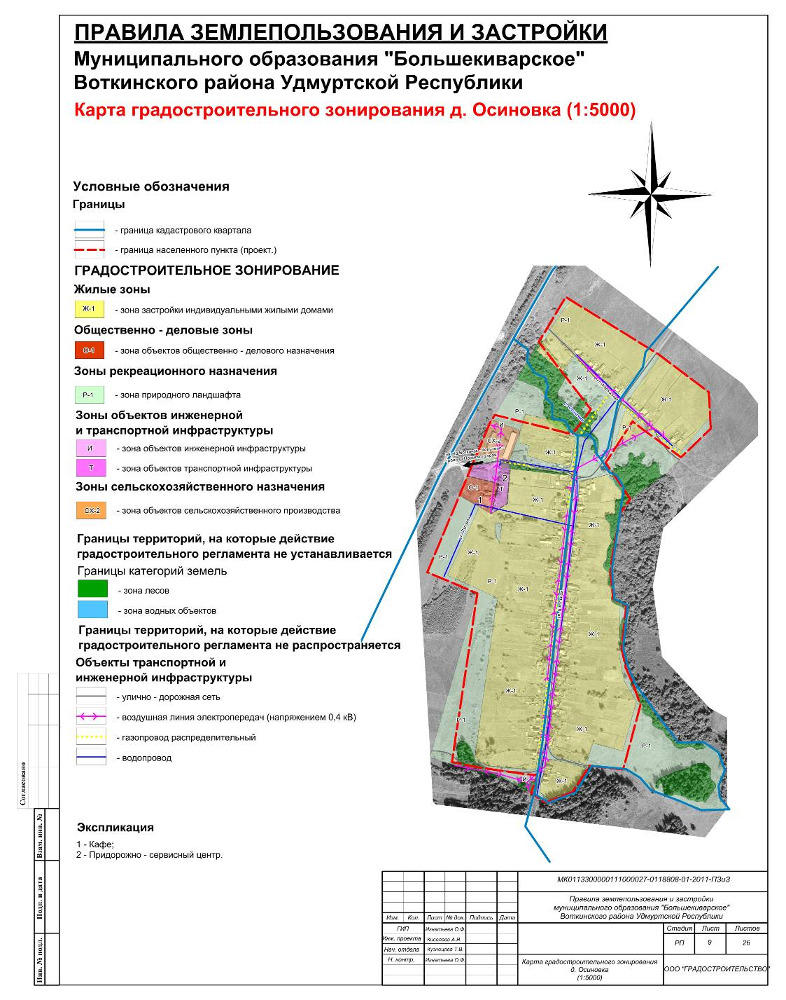 ПРАВИЛА ЗЕМЛЕПОЛЬЗОВАНИЯ И ЗАСТРОЙКИ
Муниципального образования "Большекиварское"
Воткинского района Удмуртской Республики
Карта градостроительного зонирования д. Осиновка (1:5000)
Условные обозначения
Границы
- граница кадастрового квартала
- граница населенного пункта (проект.)
ГРАДОСТРОИТЕЛЬНОЕ ЗОНИРОВАНИЕ
Жилые зоны
Ж-1 - зона застройки индивидуальными жилыми домами
Общественно - деловые зоны
О-1 - зона объектов общественно - делового назначения
Зоны рекреационного назначения
Р-1 - зона природного ландшафта
Зоны объектов инженерной
и транспортной инфраструктуры
И - зона объектов инженерной инфраструктуры
Т - зона объектов транспортной инфраструктуры
Зоны сельскохозяйственного назначения
СХ-2 - зона объектов сельскохозяйственного производства
Границы территорий, на которые действие
градостроительного регламента не устанавливается
Границы категорий земель
- зона лесов
- зона водных объектов
Границы территорий, на которые действие
градостроительного регламента не распространяется
Объекты транспортной и
инженерной инфраструктуры
- улично - дорожная сеть
- воздушная линия электропередач (напряжением 0,4 кВ)
- газопровод распределительный
- водопровод
Экспликация
1 - Кафе;
2 - Придорожно - сервисный центр.
Р-1
Ж-1
Ж-1
Ж-1
Р-1
Р-1
И
СХ-2
Ж-1
О-1
2
Т
1
Ж-1
Ж-1
Р-1
Ж-1
Р-1
Ж-1
Ж-1
Ж-1
Р-1
Ж-1
Р-1
И
Ж-1
Согласовано
Взам. инв. №
Подп. и дата
Инв. № подл.
МК0113300000111000027-0118808-01-2011-ПЗиЗ
Правила землепользования и застройки
муниципального образования "Большекиварское"
Воткинского района Удмуртской Республики
Изм. Кол. Лист № док. Подпись Дата
ГИП Игнатьева О.Ф.
Инж. проекта Киселева А.Я.
Нач. отдела Кузнецова Т.В.
Н. контр. Игнатьева О.Ф.
Стадия Лист Листов
РП 9 26
Карта градостроительного зонирования
д. Осиновка
(1:5000)
ООО "ГРАДОСТРОИТЕЛЬСТВО"